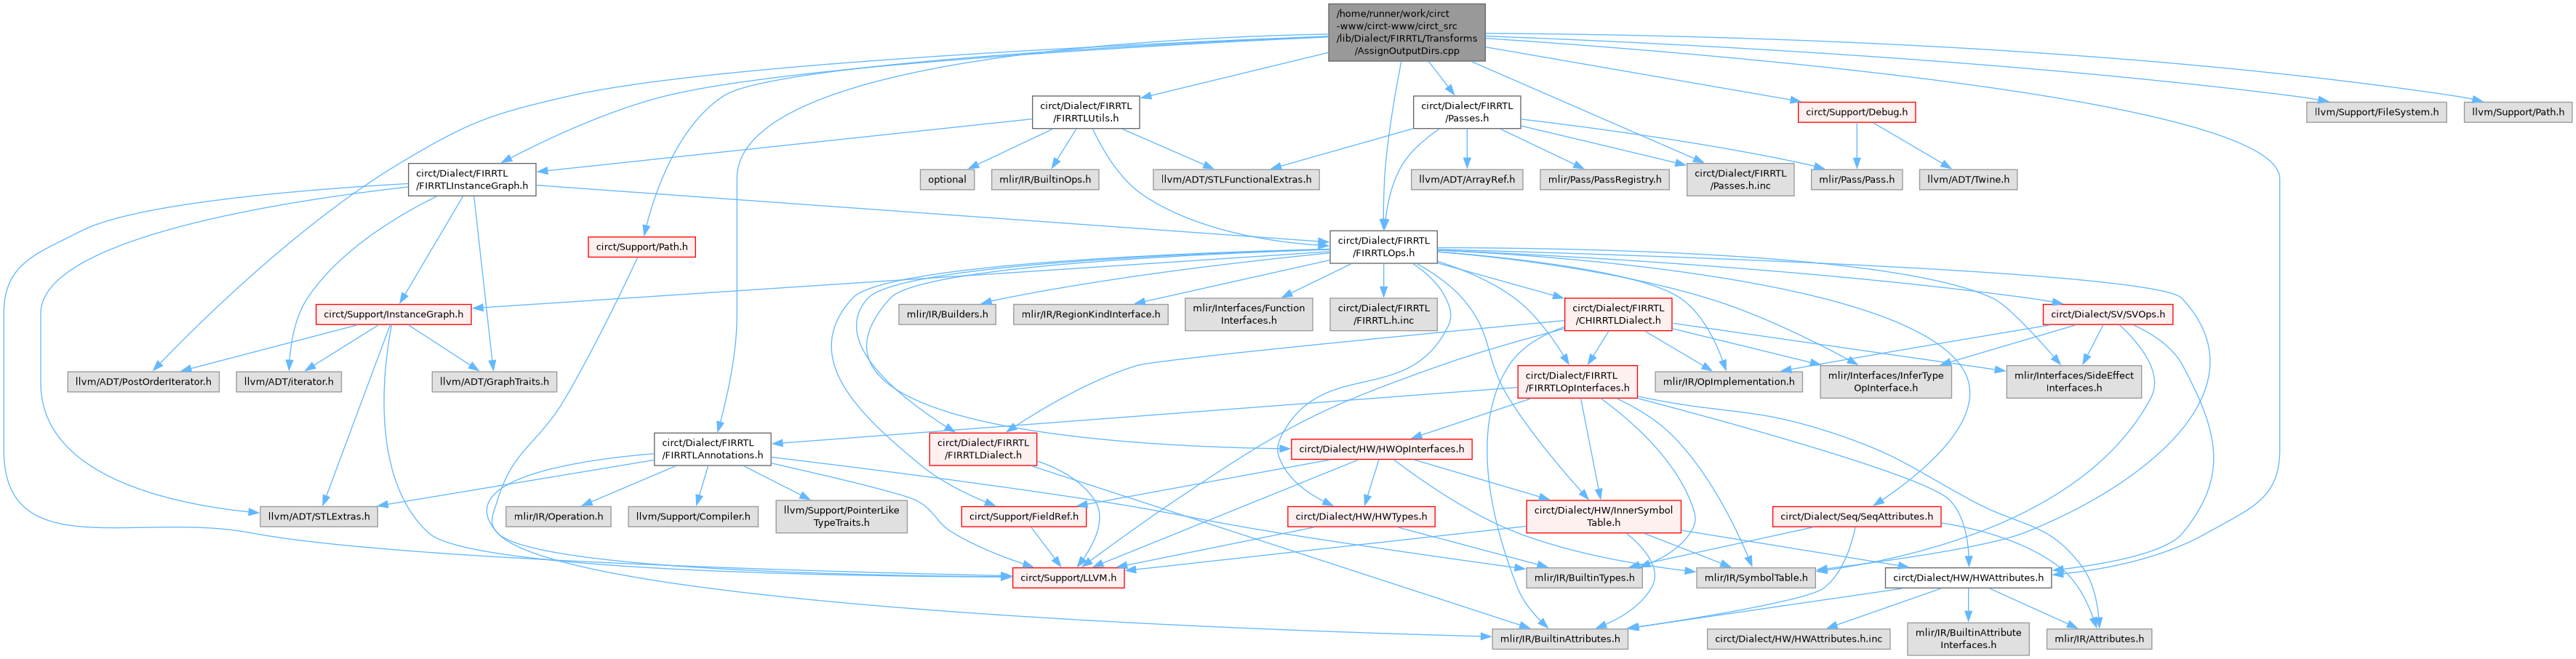 /home/runner/work/circt
-www/circt-www/circt_src
/lib/Dialect/FIRRTL/Transforms
/AssignOutputDirs.cpp
circt/Dialect/FIRRTL
/FIRRTLUtils.h
circt/Dialect/FIRRTL
/Passes.h
circt/Support/Debug.h
llvm/Support/FileSystem.h
llvm/Support/Path.h
circt/Dialect/FIRRTL
/FIRRTLInstanceGraph.h
optional
mlir/IR/BuiltinOps.h
llvm/ADT/STLFunctionalExtras.h
llvm/ADT/ArrayRef.h
mlir/Pass/PassRegistry.h
circt/Dialect/FIRRTL
/Passes.h.inc
mlir/Pass/Pass.h
llvm/ADT/Twine.h
circt/Support/Path.h
circt/Dialect/FIRRTL
/FIRRTLOps.h
circt/Support/InstanceGraph.h
mlir/IR/Builders.h
mlir/IR/RegionKindInterface.h
mlir/Interfaces/Function
Interfaces.h
circt/Dialect/FIRRTL
/FIRRTL.h.inc
circt/Dialect/FIRRTL
/CHIRRTLDialect.h
circt/Dialect/SV/SVOps.h
llvm/ADT/PostOrderIterator.h
llvm/ADT/iterator.h
llvm/ADT/GraphTraits.h
circt/Dialect/FIRRTL
/FIRRTLOpInterfaces.h
mlir/IR/OpImplementation.h
mlir/Interfaces/InferType
OpInterface.h
mlir/Interfaces/SideEffect
Interfaces.h
circt/Dialect/FIRRTL
/FIRRTLAnnotations.h
circt/Dialect/FIRRTL
/FIRRTLDialect.h
circt/Dialect/HW/HWOpInterfaces.h
llvm/ADT/STLExtras.h
mlir/IR/Operation.h
llvm/Support/Compiler.h
llvm/Support/PointerLike
TypeTraits.h
circt/Support/FieldRef.h
circt/Dialect/HW/HWTypes.h
circt/Dialect/HW/InnerSymbol
Table.h
circt/Dialect/Seq/SeqAttributes.h
circt/Support/LLVM.h
mlir/IR/BuiltinTypes.h
mlir/IR/SymbolTable.h
circt/Dialect/HW/HWAttributes.h
mlir/IR/BuiltinAttributes.h
circt/Dialect/HW/HWAttributes.h.inc
mlir/IR/BuiltinAttribute
Interfaces.h
mlir/IR/Attributes.h